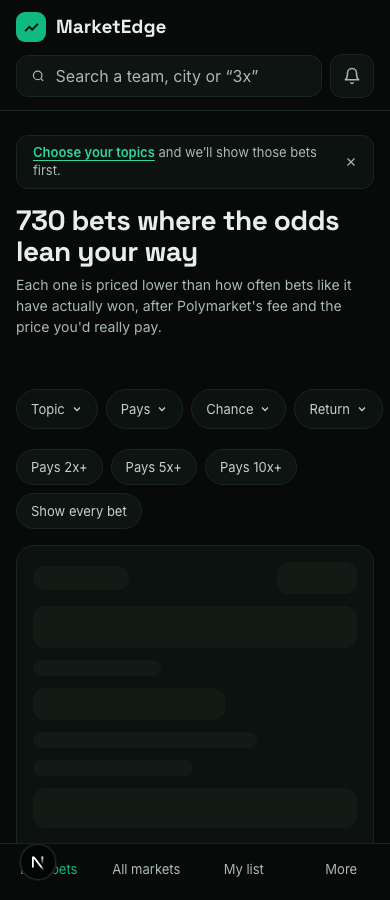 MarketEdge
Search a team, city or “3x”
Choose your topics and we’ll show those bets
first.
730 bets where the odds
lean your way
Each one is priced lower than how often bets like it
have actually won, after Polymarket's fee and the
price you'd really pay.
Topic Pays Chance Return
Pays 2x+ Pays 5x+ Pays 10x+
Show every bet
N bets All markets My list More